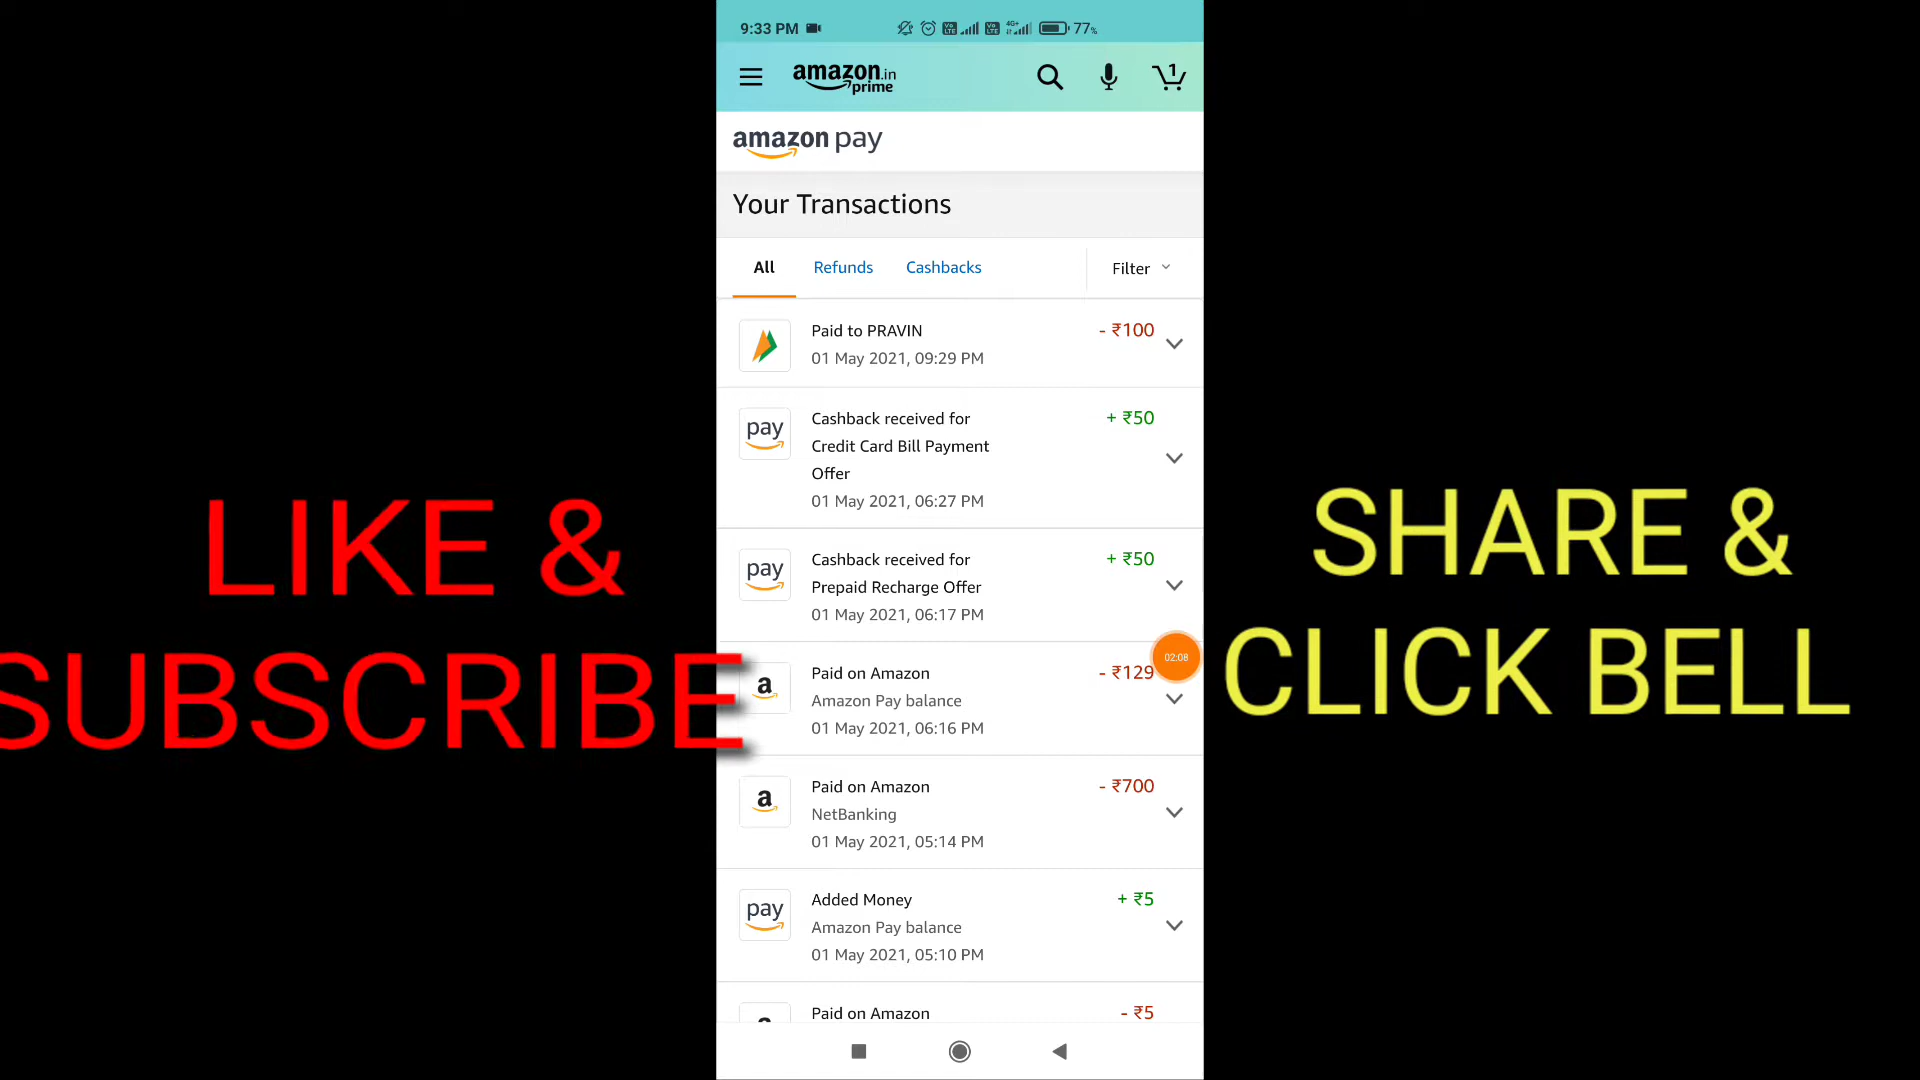 9:33 PM 77%
amazon.in
prime
1
amazon pay
Your Transactions
All Refunds Cashbacks Filter
Paid to PRAVIN - ₹100
01 May 2021, 09:29 PM
pay Cashback received for + ₹50
Credit Card Bill Payment
Offer
01 May 2021, 06:27 PM
pay Cashback received for + ₹50
Prepaid Recharge Offer
01 May 2021, 06:17 PM
a Paid on Amazon - ₹129
Amazon Pay balance
01 May 2021, 06:16 PM
02:08
a Paid on Amazon - ₹700
NetBanking
01 May 2021, 05:14 PM
pay Added Money + ₹5
Amazon Pay balance
01 May 2021, 05:10 PM
Paid on Amazon - ₹5
LIKE &
SUBSCRIBE
SHARE &
CLICK BELL